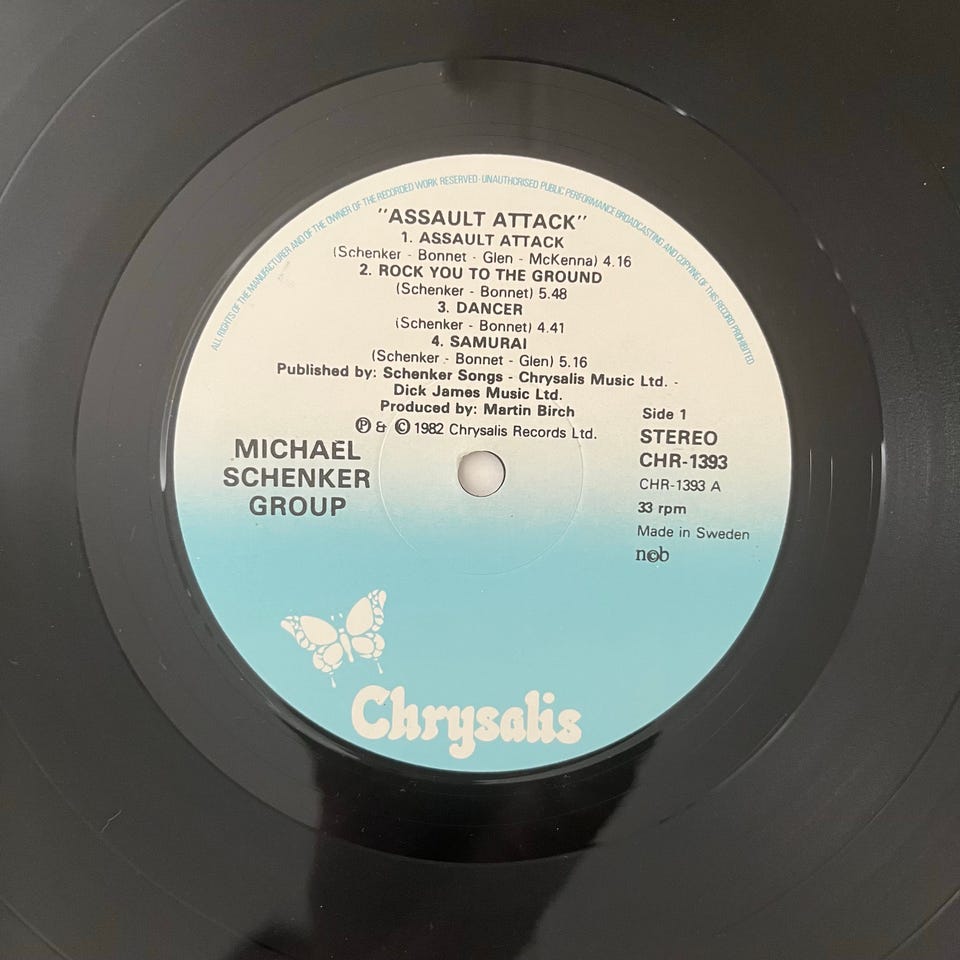 ALL RIGHTS OF THE MANUFACTURER AND OF THE OWNER OF THE RECORDED WORK RESERVED · UNAUTHORISED PUBLIC PERFORMANCE BROADCASTING AND COPYING OF THIS RECORD PROHIBITED
"ASSAULT ATTACK"
1. ASSAULT ATTACK
(Schenker - Bonnet - Glen - McKenna) 4.16
2. ROCK YOU TO THE GROUND
(Schenker - Bonnet) 5.48
3. DANCER
(Schenker - Bonnet) 4.41
4. SAMURAI
(Schenker - Bonnet - Glen) 5.16
Published by: Schenker Songs - Chrysalis Music Ltd. -
Dick James Music Ltd.
Produced by: Martin Birch
Ⓟ & © 1982 Chrysalis Records Ltd.
MICHAEL
SCHENKER
GROUP
Side 1
STEREO
CHR-1393
CHR-1393 A
33 rpm
Made in Sweden
n©b
Chrysalis